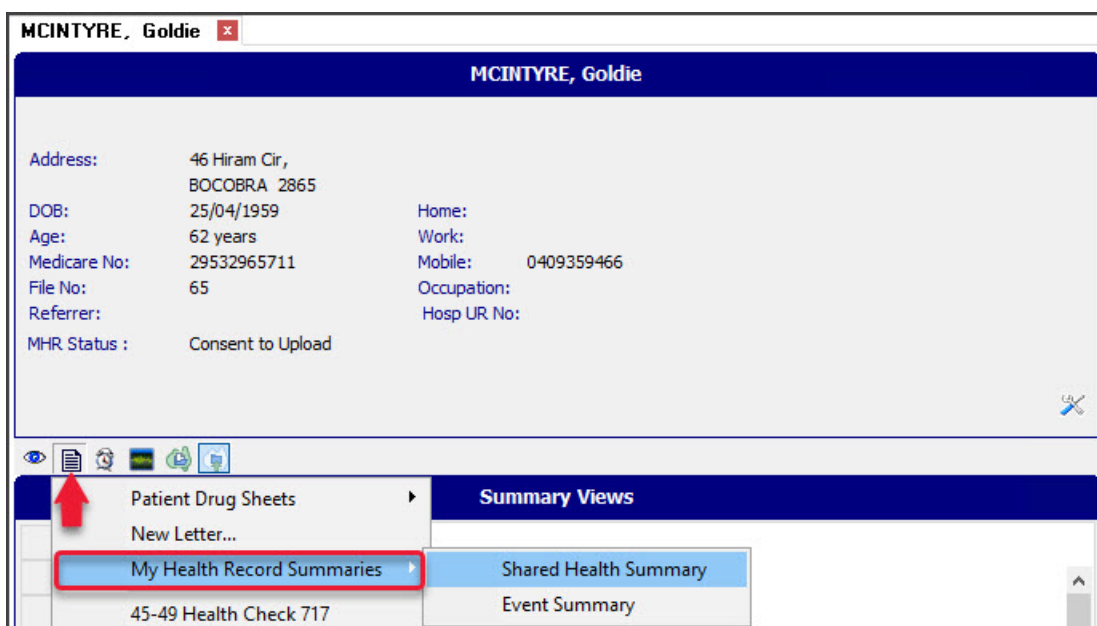 MCINTYRE, Goldie
MCINTYRE, Goldie
Address: 46 Hiram Cir,
BOCOBRA 2865
DOB: 25/04/1959 Home:
Age: 62 years Work:
Medicare No: 29532965711 Mobile: 0409359466
File No: 65 Occupation:
Referrer: Hosp UR No:
MHR Status : Consent to Upload
Patient Drug Sheets Summary Views
New Letter...
My Health Record Summaries Shared Health Summary
Event Summary
45-49 Health Check 717